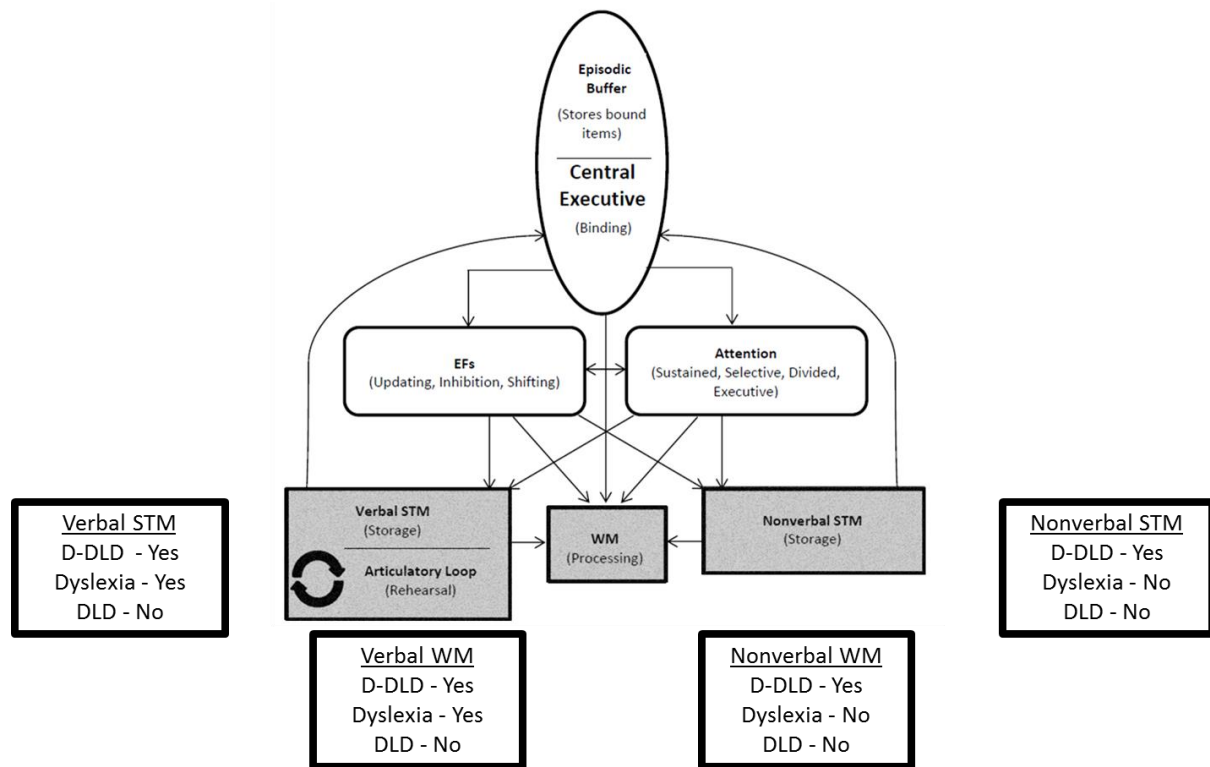 Episodic
Buffer
(Stores bound
items)
Central
Executive
(Binding)
EFs
(Updating, Inhibition, Shifting)
Attention
(Sustained, Selective, Divided,
Executive)
Verbal STM
(Storage)
Articulatory Loop
(Rehearsal)
WM
(Processing)
Nonverbal STM
(Storage)
Verbal STM
D-DLD - Yes
Dyslexia - Yes
DLD - No
Nonverbal STM
D-DLD - Yes
Dyslexia - No
DLD - No
Verbal WM
D-DLD - Yes
Dyslexia - Yes
DLD - No
Nonverbal WM
D-DLD - Yes
Dyslexia - No
DLD - No